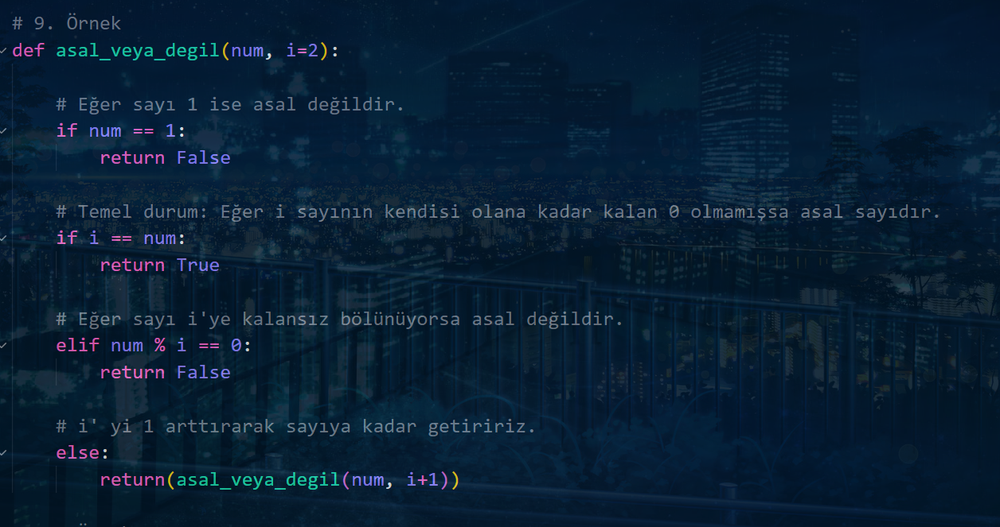 # 9. Örnek
def asal_veya_degil(num, i=2):
# Eğer sayı 1 ise asal değildir.
if num == 1:
return False
# Temel durum: Eğer i sayının kendisi olana kadar kalan 0 olmamışsa asal sayıdır.
if i == num:
return True
# Eğer sayı i'ye kalansız bölünüyorsa asal değildir.
elif num % i == 0:
return False
# i' yi 1 arttırarak sayıya kadar getiririz.
else:
return(asal_veya_degil(num, i+1))